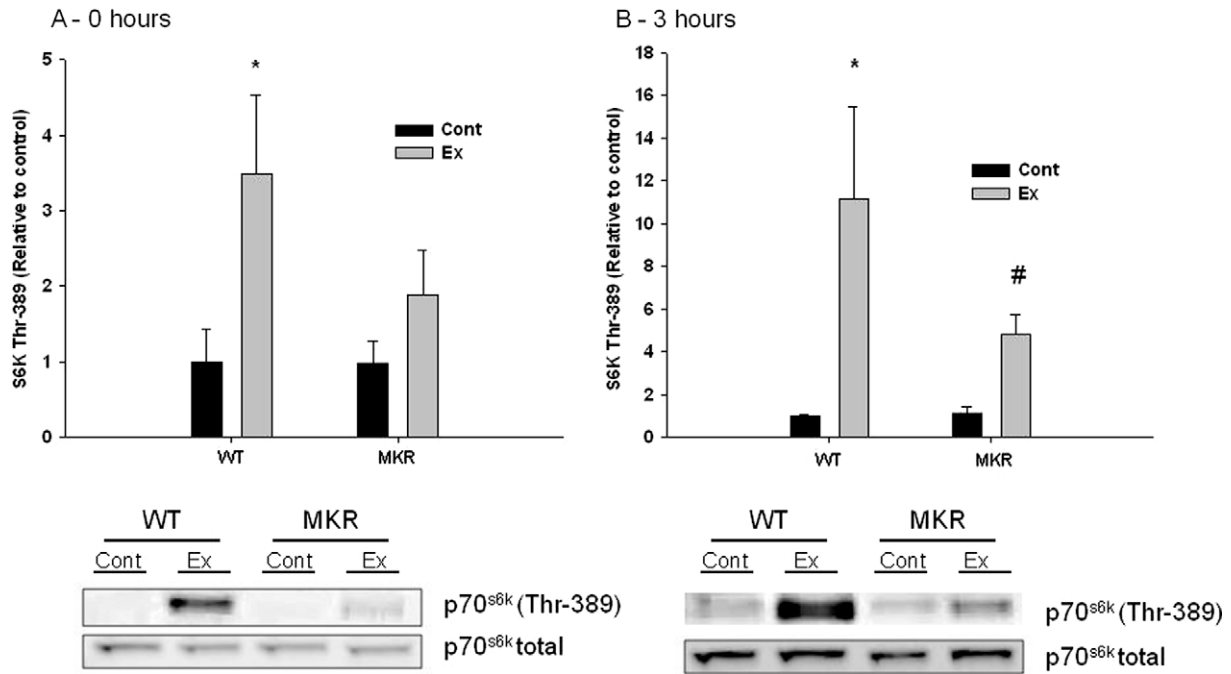 A - 0 hours
S6K Thr-389 (Relative to control)
5
4
3
2
1
0
*
Cont
Ex
WT
MKR
WT
MKR
Cont
Ex
Cont
Ex
p70s6k (Thr-389)
p70s6k total
B - 3 hours
S6K Thr-389 (Relative to control)
18
16
14
12
10
8
6
4
2
0
*
#
Cont
Ex
WT
MKR
WT
MKR
Cont
Ex
Cont
Ex
p70s6k (Thr-389)
p70s6k total